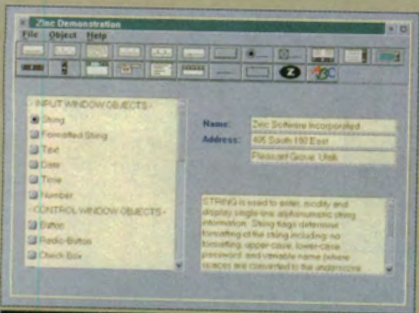 Zinc Demonstration
File Object Help
Z
- INPUT WINDOW OBJECTS -
String
Formatted String
Text
Date
Time
Number
- CONTROL WINDOW OBJECTS -
Button
Radio-Button
Check Box
Name: Zinc Software Incorporated
Address: 405 South 100 East
Pleasant Grove, Utah
STRING is used to enter, modify and
display single-line alphanumeric string
information. String flags determine
formatting of the string including: no
formatting, upper-case, lower-case
password and variable name (where
spaces are converted to the underscore